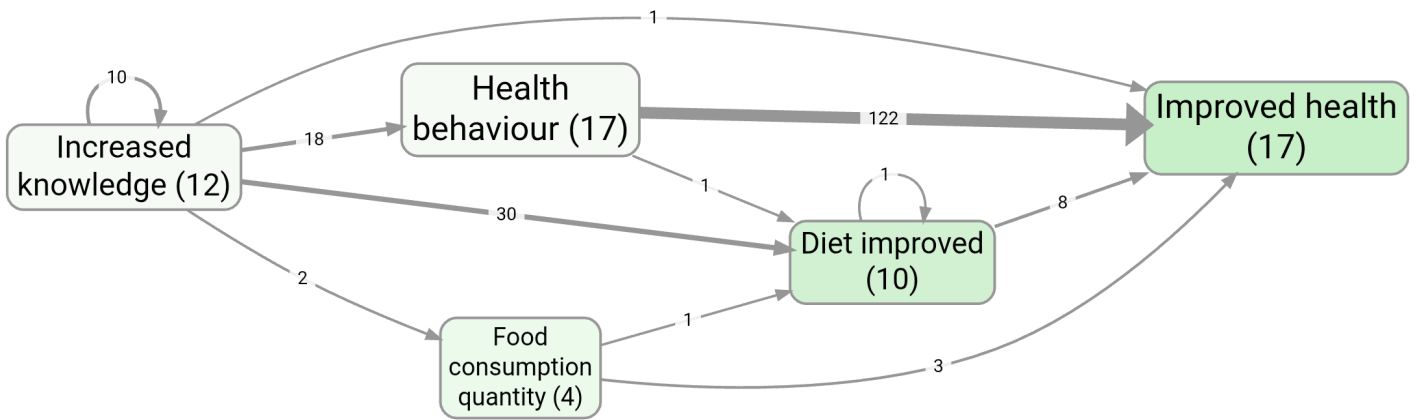 1
10
Increased
knowledge (12)
18
Health
behaviour (17)
122
Improved health
(17)
30
1
1
Diet improved
(10)
8
2
Food
consumption
quantity (4)
1
3